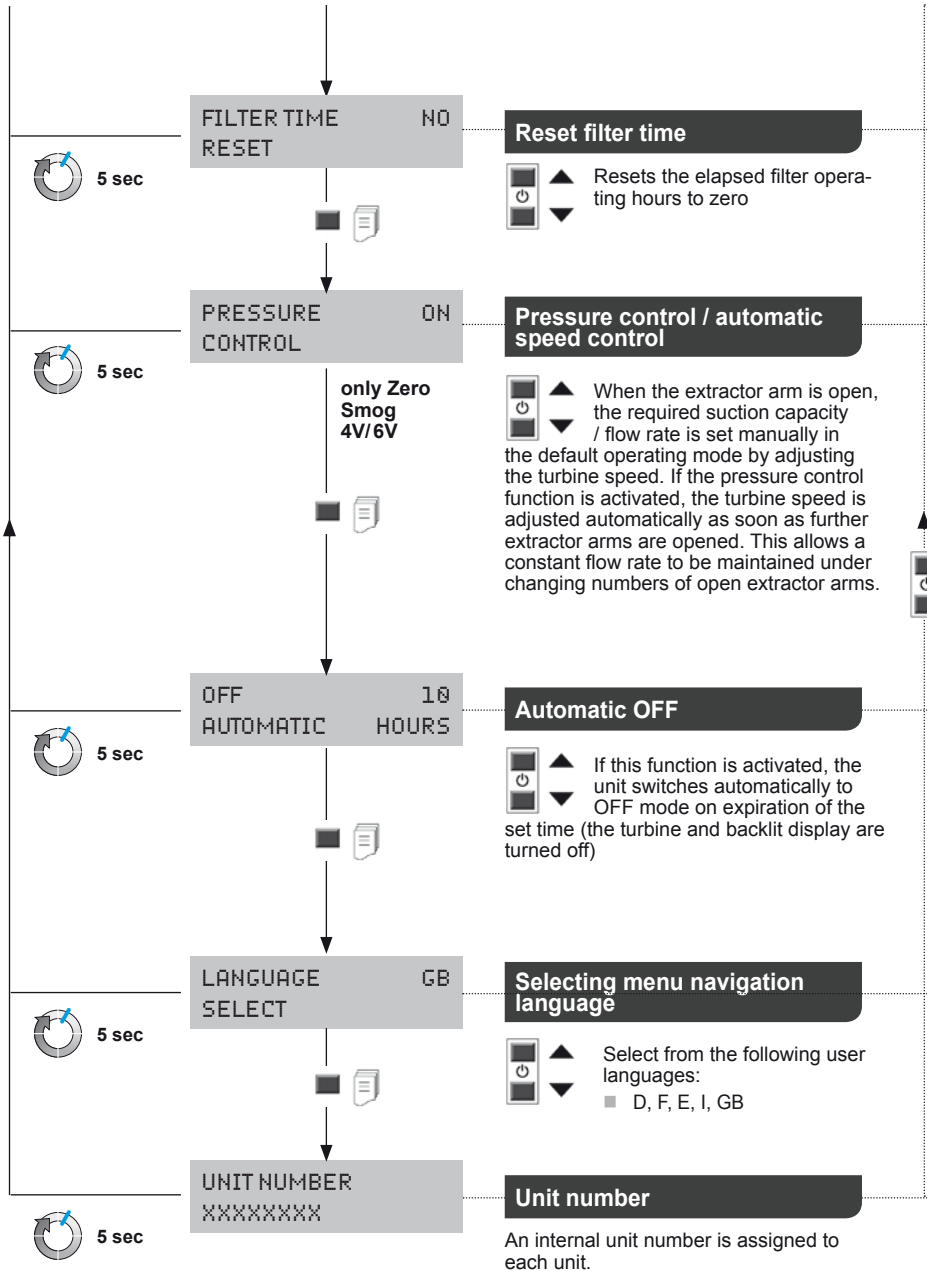 FILTER TIME NO
RESET
Reset filter time
5 sec
Resets the elapsed filter opera-
ting hours to zero
PRESSURE ON
CONTROL
Pressure control / automatic
speed control
5 sec
only Zero
Smog
4V/6V
When the extractor arm is open,
the required suction capacity
/ flow rate is set manually in
the default operating mode by adjusting
the turbine speed. If the pressure control
function is activated, the turbine speed is
adjusted automatically as soon as further
extractor arms are opened. This allows a
constant flow rate to be maintained under
changing numbers of open extractor arms.
OFF 10
AUTOMATIC HOURS
Automatic OFF
5 sec
If this function is activated, the
unit switches automatically to
OFF mode on expiration of the
set time (the turbine and backlit display are
turned off)
LANGUAGE GB
SELECT
Selecting menu navigation
language
5 sec
Select from the following user
languages:
D, F, E, I, GB
UNIT NUMBER
XXXXXXXX
Unit number
5 sec
An internal unit number is assigned to
each unit.